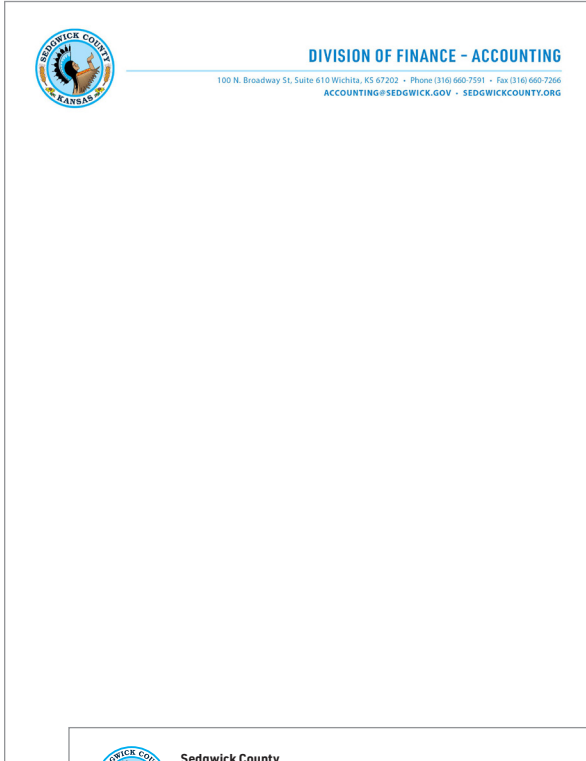 SEDGWICK COUNTY
KANSAS
DIVISION OF FINANCE – ACCOUNTING
100 N. Broadway St, Suite 610 Wichita, KS 67202 • Phone (316) 660-7591 • Fax (316) 660-7266
ACCOUNTING@SEDGWICK.GOV • SEDGWICKCOUNTY.ORG
Sedgwick County